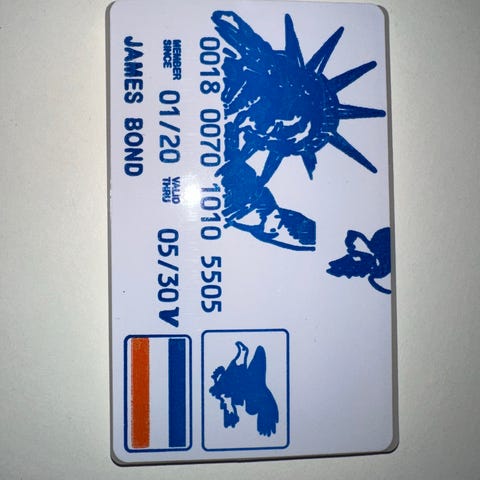 0018 0070 1010 5505
MEMBER SINCE 01/20 VALID THRU 05/30 V
JAMES BOND